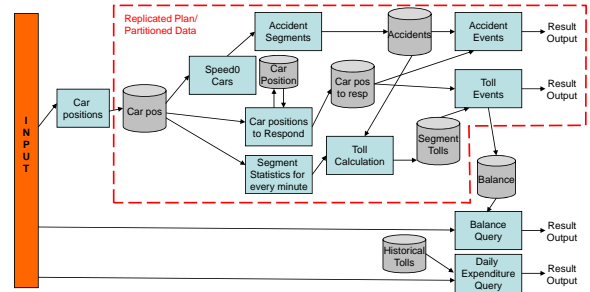 Replicated Plan/
Partitioned Data
Accident
Segments
Accidents
Accident
Events
Result
Output
Speed0
Cars
Car
Position
Car pos
to resp
Toll
Events
Result
Output
Car
positions
Car pos
Car positions
to Respond
Segment
Statistics for
every minute
Toll
Calculation
Segment
Tolls
I
N
P
U
T
Balance
Balance
Query
Result
Output
Historical
Tolls
Daily
Expenditure
Query
Result
Output